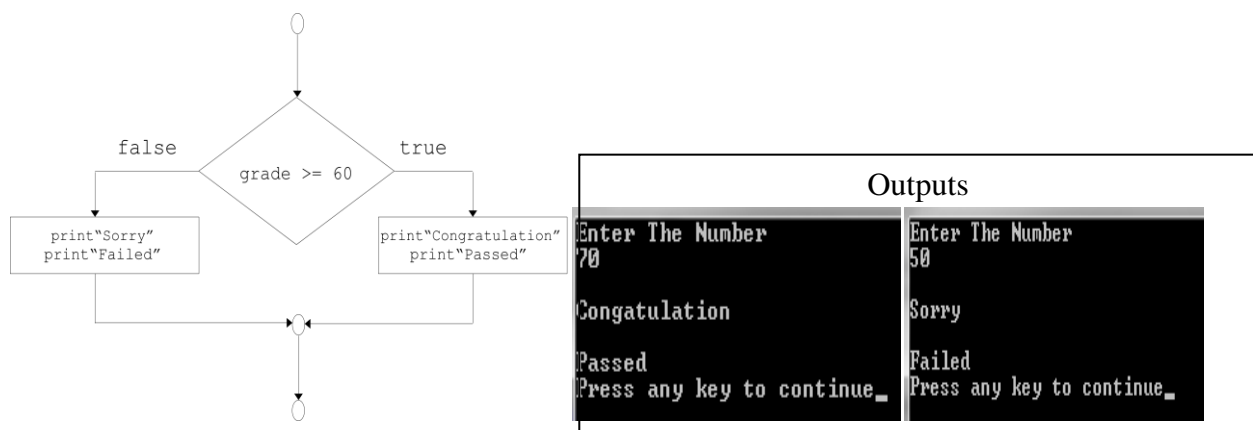 false
true
grade >= 60
print“Sorry”
print“Failed”
print“Congratulation”
print“Passed”
Outputs
Enter The Number
70
Congatulation
Passed
Press any key to continue_
Enter The Number
50
Sorry
Failed
Press any key to continue_